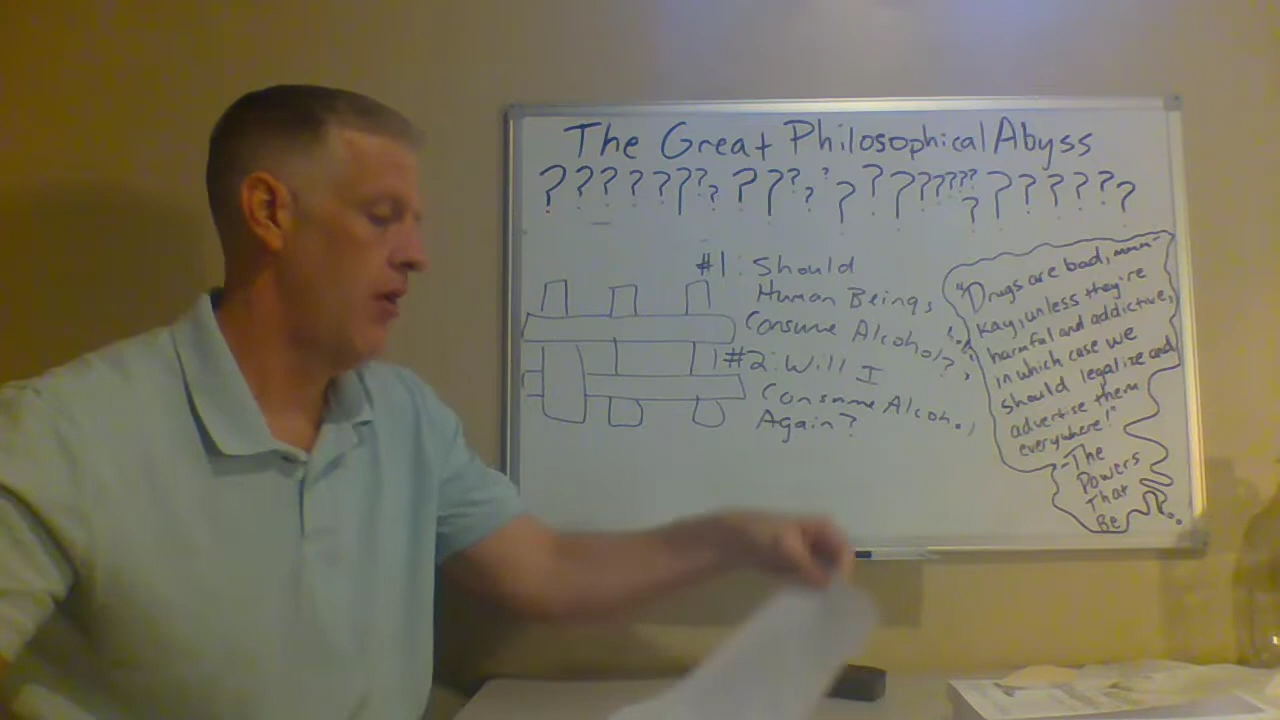 The Great Philosophical Abyss
? ? ? ? ? ? ? ? ? ? ? ? ? ? ? ? ? ? ? ? ? ? ? ? ? ? ? ? ?
#1: Should
Human Beings
Consume Alcohol?
#2: Will I
Consume Alcohol
Again?
"Drugs are bad, mmm-
kay, unless they're
harmful and addictive,
in which case we
should legalize and
advertise them
everywhere!"
-The
Powers
That
Be